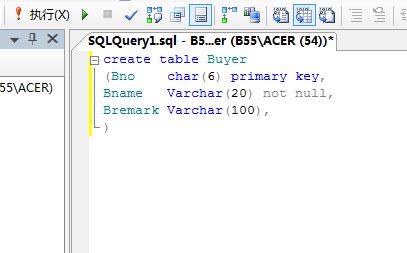 执行(X)
SQLQuery1.sql - B5...er (B55\ACER (54))*
55\ACER)
create table Buyer
(Bno char(6) primary key,
Bname Varchar(20) not null,
Bremark Varchar(100),
)